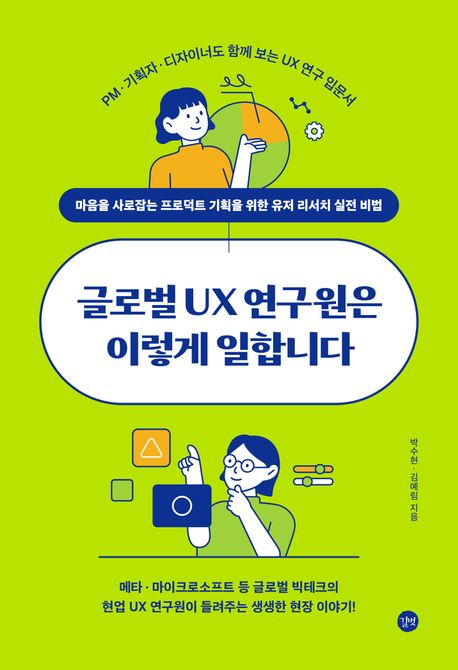 PM · 기획자 · 디자이너도 함께 보는 UX 연구 입문서
마음을 사로잡는 프로덕트 기획을 위한 유저 리서치 실전 비법
글로벌 UX 연구원은
이렇게 일합니다
박수현 · 김예림 지음
메타 · 마이크로소프트 등 글로벌 빅테크의
현업 UX 연구원이 들려주는 생생한 현장 이야기!
길벗